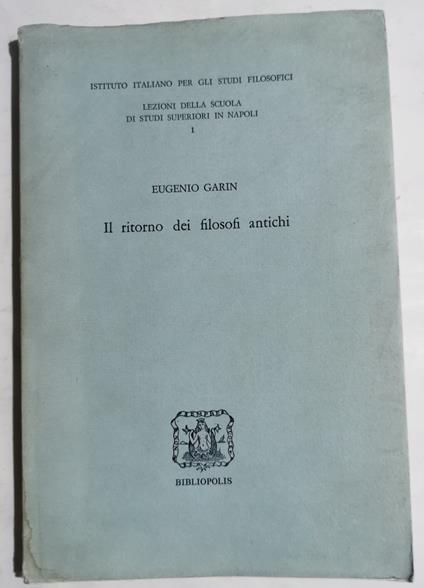 ISTITUTO ITALIANO PER GLI STUDI FILOSOFICI
LEZIONI DELLA SCUOLA
DI STUDI SUPERIORI IN NAPOLI
1
EUGENIO GARIN
Il ritorno dei filosofi antichi
BIBLIOPOLIS